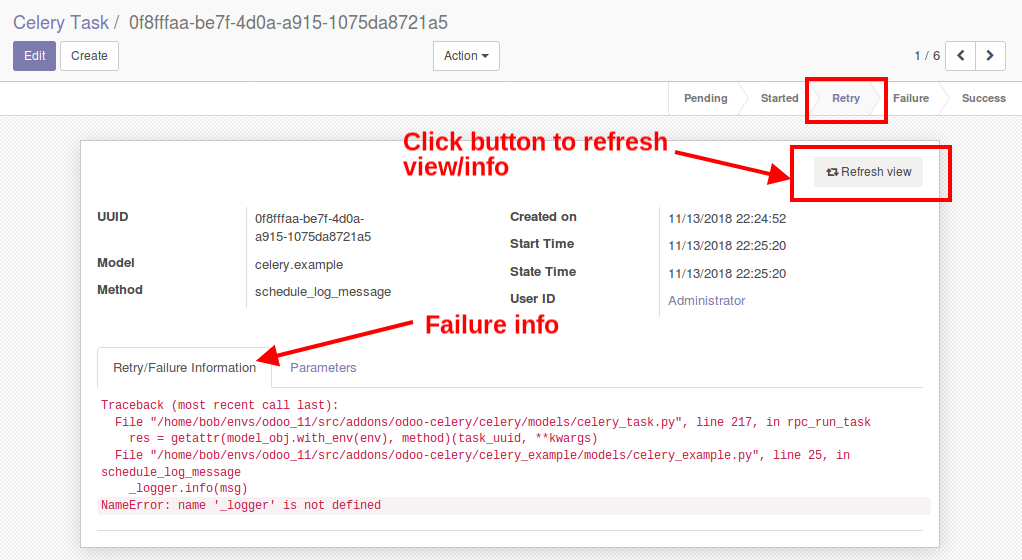 Celery Task / 0f8fffaa-be7f-4d0a-a915-1075da8721a5
Edit Create Action 1 / 6
Pending Started Retry Failure Success
Click button to refresh
view/info
Refresh view
UUID 0f8fffaa-be7f-4d0a-
a915-1075da8721a5
Model celery.example
Method schedule_log_message
Created on 11/13/2018 22:24:52
Start Time 11/13/2018 22:25:20
State Time 11/13/2018 22:25:20
User ID Administrator
Failure info
Retry/Failure Information Parameters
Traceback (most recent call last):
File "/home/bob/envs/odoo_11/src/addons/odoo-celery/celery/models/celery_task.py", line 217, in rpc_run_task
res = getattr(model_obj.with_env(env), method)(task_uuid, **kwargs)
File "/home/bob/envs/odoo_11/src/addons/odoo-celery/celery_example/models/celery_example.py", line 25, in
schedule_log_message
_logger.info(msg)
NameError: name '_logger' is not defined